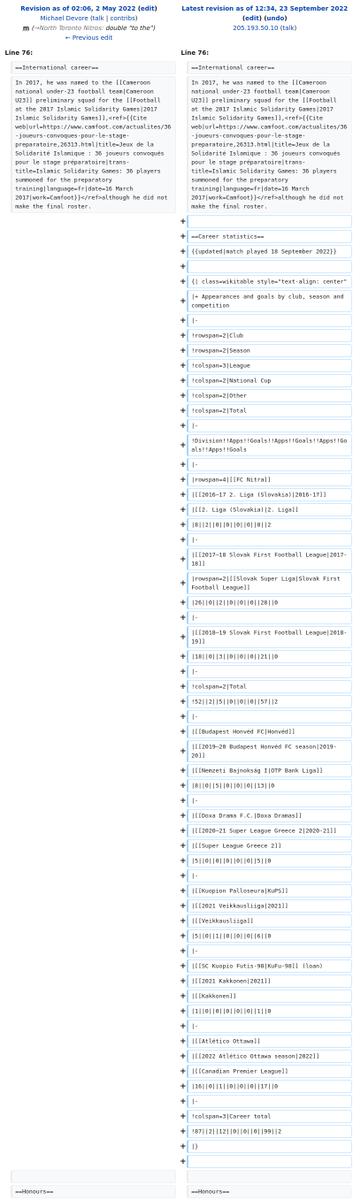 Revision as of 02:06, 2 May 2022 (edit)
Michael Devore (talk | contribs)
m (→North Toronto Nitros: double "to the")
← Previous edit
Latest revision as of 12:34, 23 September 2022
(edit) (undo)
205.193.50.10 (talk)
Line 76:
Line 76:
==International career==
==International career==
In 2017, he was named to the [[Cameroon
national under-23 football team|Cameroon
U23]] preliminary squad for the [[Football
at the 2017 Islamic Solidarity Games|2017
Islamic Solidarity Games]],<ref>{{Cite
web|url=https://www.camfoot.com/actualites/36
-joueurs-convoques-pour-le-stage-
preparatoire,26313.html|title=Jeux de la
Solidarité Islamique : 36 joueurs convoqués
pour le stage préparatoire|trans-
title=Islamic Solidarity Games: 36 players
summoned for the preparatory
training|language=fr|date=16 March
2017|work=Camfoot}}</ref>although he did not
make the final roster.
In 2017, he was named to the [[Cameroon
national under-23 football team|Cameroon
U23]] preliminary squad for the [[Football
at the 2017 Islamic Solidarity Games|2017
Islamic Solidarity Games]],<ref>{{Cite
web|url=https://www.camfoot.com/actualites/36
-joueurs-convoques-pour-le-stage-
preparatoire,26313.html|title=Jeux de la
Solidarité Islamique : 36 joueurs convoqués
pour le stage préparatoire|trans-
title=Islamic Solidarity Games: 36 players
summoned for the preparatory
training|language=fr|date=16 March
2017|work=Camfoot}}</ref>although he did not
make the final roster.
+
+ ==Career statistics==
+ {{updated|match played 18 September 2022}}
+
+ {| class=wikitable style="text-align: center"
+ |+ Appearances and goals by club, season and
competition
+ |-
+ !rowspan=2|Club
+ !rowspan=2|Season
+ !colspan=3|League
+ !colspan=2|National Cup
+ !colspan=2|Other
+ !colspan=2|Total
+ |-
+ !Division!!Apps!!Goals!!Apps!!Goals!!Apps!!Go
als!!Apps!!Goals
+ |-
+ |rowspan=4|[[FC Nitra]]
+ |[[2016–17 2. Liga (Slovakia)|2016-17]]
+ |[[2. Liga (Slovakia)|2. Liga]]
+ |8||2||0||0||0||0||8||2
+ |-
+ |[[2017–18 Slovak First Football League|2017-
18]]
+ |rowspan=2|[[Slovak Super Liga|Slovak First
Football League]]
+ |26||0||2||0||0||0||28||0
+ |-
+ |[[2018–19 Slovak First Football League|2018-
19]]
+ |18||0||3||0||0||0||21||0
+ |-
+ !colspan=2|Total
+ !52||2||5||0||0||0||57||2
+ |-
+ |[[Budapest Honvéd FC|Honvéd]]
+ |[[2019–20 Budapest Honvéd FC season|2019-
20]]
+ |[[Nemzeti Bajnokság I|OTP Bank Liga]]
+ |8||0||5||0||0||0||13||0
+ |-
+ |[[Doxa Drama F.C.|Doxa Dramas]]
+ |[[2020–21 Super League Greece 2|2020-21]]
+ |[[Super League Greece 2]]
+ |5||0||0||0||0||0||5||0
+ |-
+ |[[Kuopion Palloseura|KuPS]]
+ |[[2021 Veikkausliiga|2021]]
+ |[[Veikkausliiga]]
+ |5||0||1||0||0||0||6||0
+ |-
+ |[[SC Kuopio Futis-98|KuFu-98]] (loan)
+ |[[2021 Kakkonen|2021]]
+ |[[Kakkonen]]
+ |1||0||0||0||0||0||1||0
+ |-
+ |[[Atlético Ottawa]]
+ |[[2022 Atlético Ottawa season|2022]]
+ |[[Canadian Premier League]]
+ |16||0||1||0||0||0||17||0
+ |-
+ !colspan=3|Career total
+ !87||2||12||0||0||0||99||2
+ |}
+
==Honours==
==Honours==